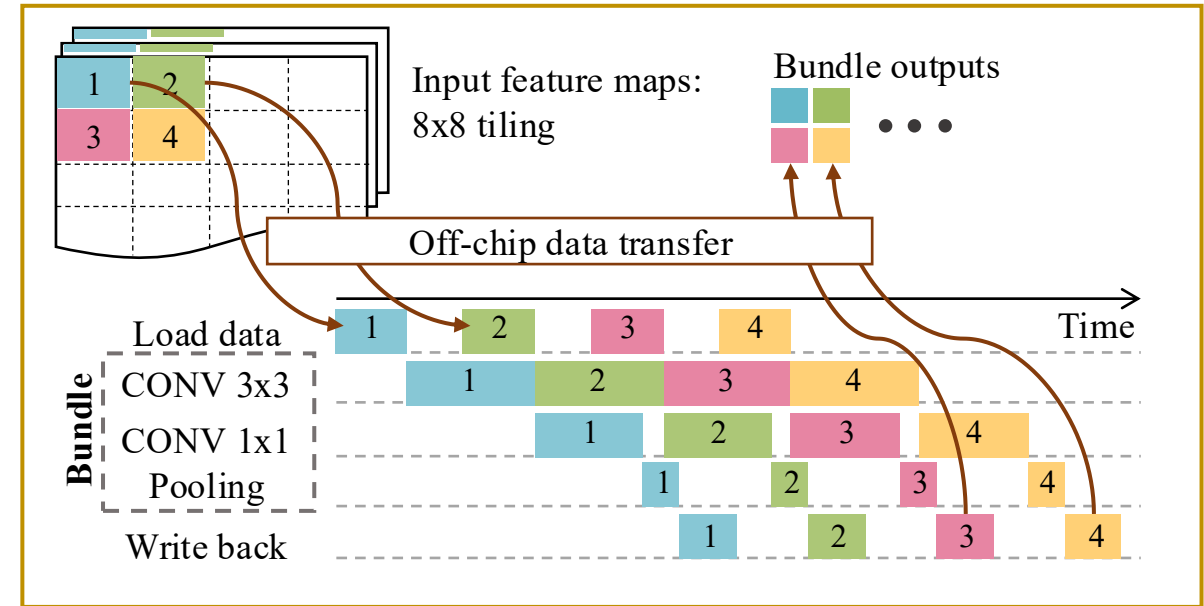 1 2
3 4
Input feature maps:
8x8 tiling
Bundle outputs
Off-chip data transfer
Time
Load data 1 2 3 4
Bundle
CONV 3x3 1 2 3 4
CONV 1x1 1 2 3 4
Pooling 1 2 3 4
Write back 1 2 3 4